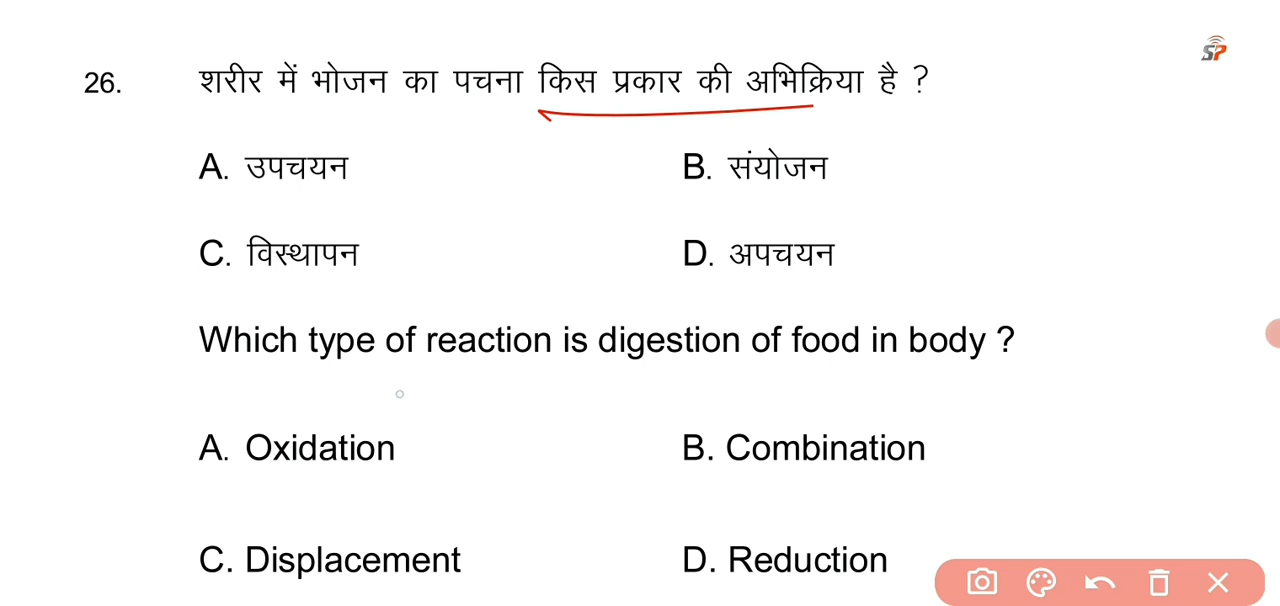 SP
26. शरीर में भोजन का पचना किस प्रकार की अभिक्रिया है ?
A. उपचयन B. संयोजन
C. विस्थापन D. अपचयन
Which type of reaction is digestion of food in body ?
A. Oxidation B. Combination
C. Displacement D. Reduction